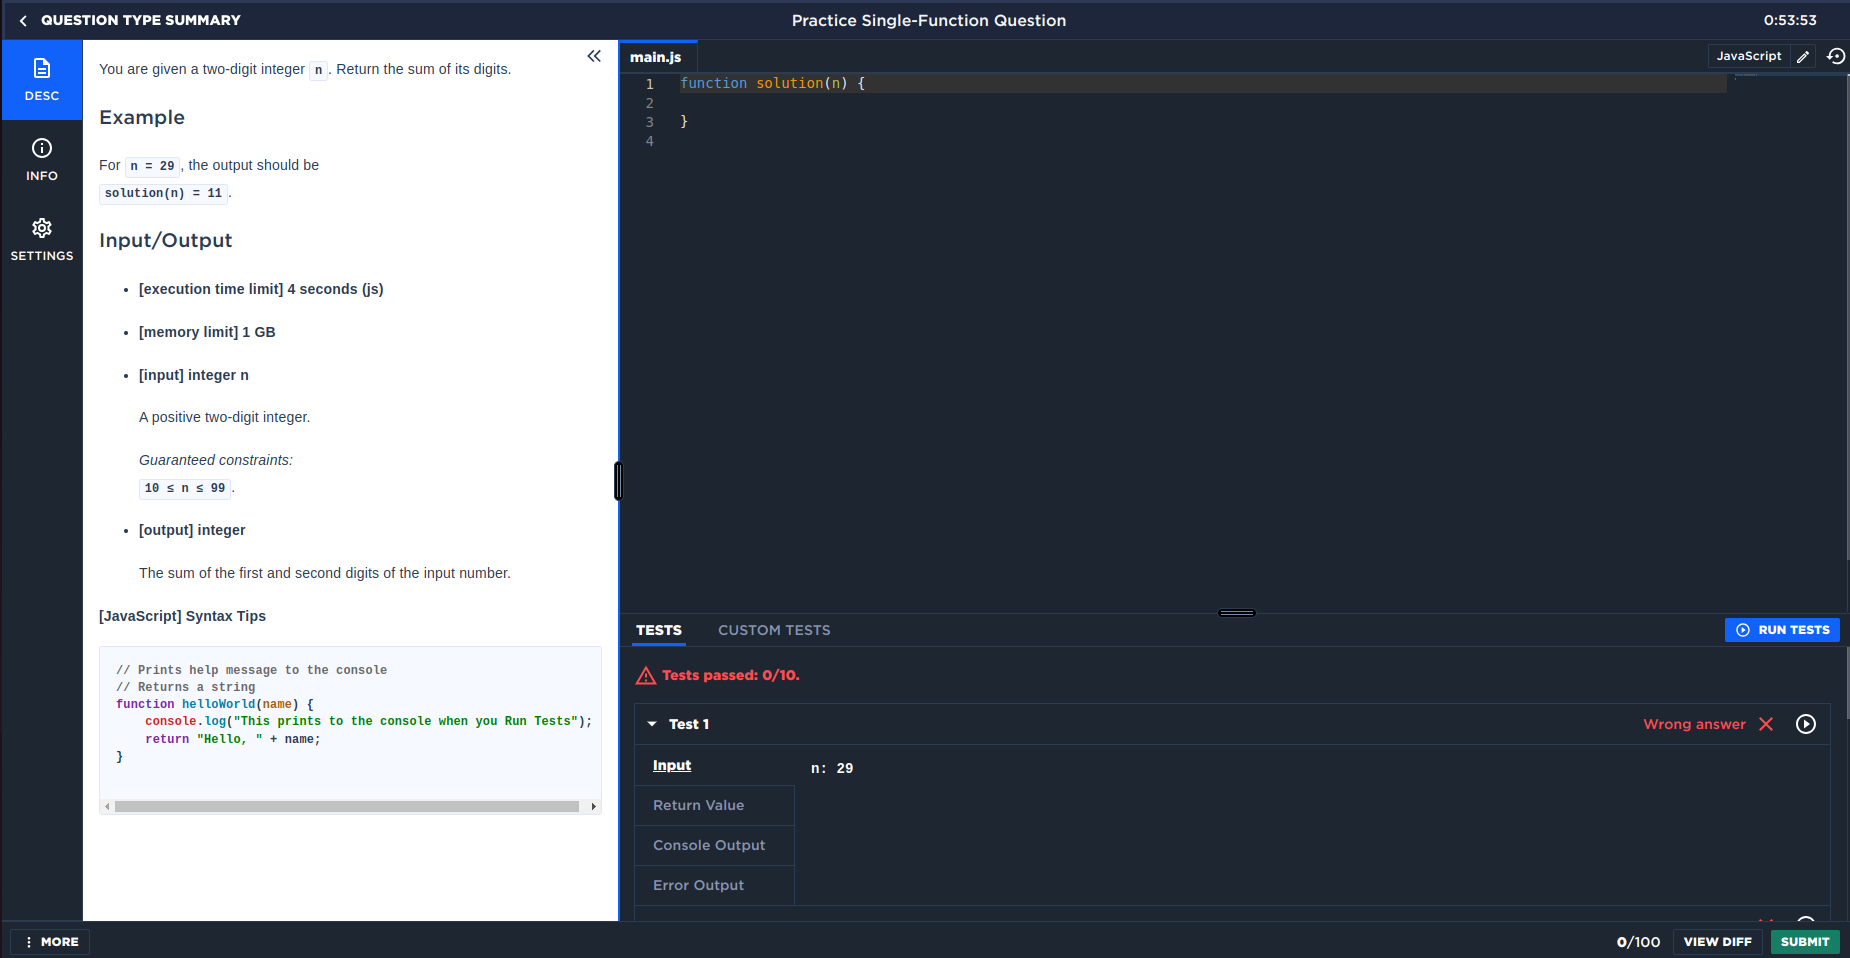 QUESTION TYPE SUMMARY
Practice Single-Function Question
0:53:53
DESC
INFO
SETTINGS
You are given a two-digit integer n. Return the sum of its digits.
Example
For n = 29, the output should be
solution(n) = 11.
Input/Output
• [execution time limit] 4 seconds (js)
• [memory limit] 1 GB
• [input] integer n
A positive two-digit integer.
Guaranteed constraints:
10 ≤ n ≤ 99.
• [output] integer
The sum of the first and second digits of the input number.
[JavaScript] Syntax Tips
// Prints help message to the console
// Returns a string
function helloWorld(name) {
    console.log("This prints to the console when you Run Tests");
    return "Hello, " + name;
}
main.js
JavaScript
1 function solution(n) {
2
3 }
4
TESTS
CUSTOM TESTS
RUN TESTS
Tests passed: 0/10.
Test 1
Wrong answer
Input
n: 29
Return Value
Console Output
Error Output
MORE
0/100
VIEW DIFF
SUBMIT